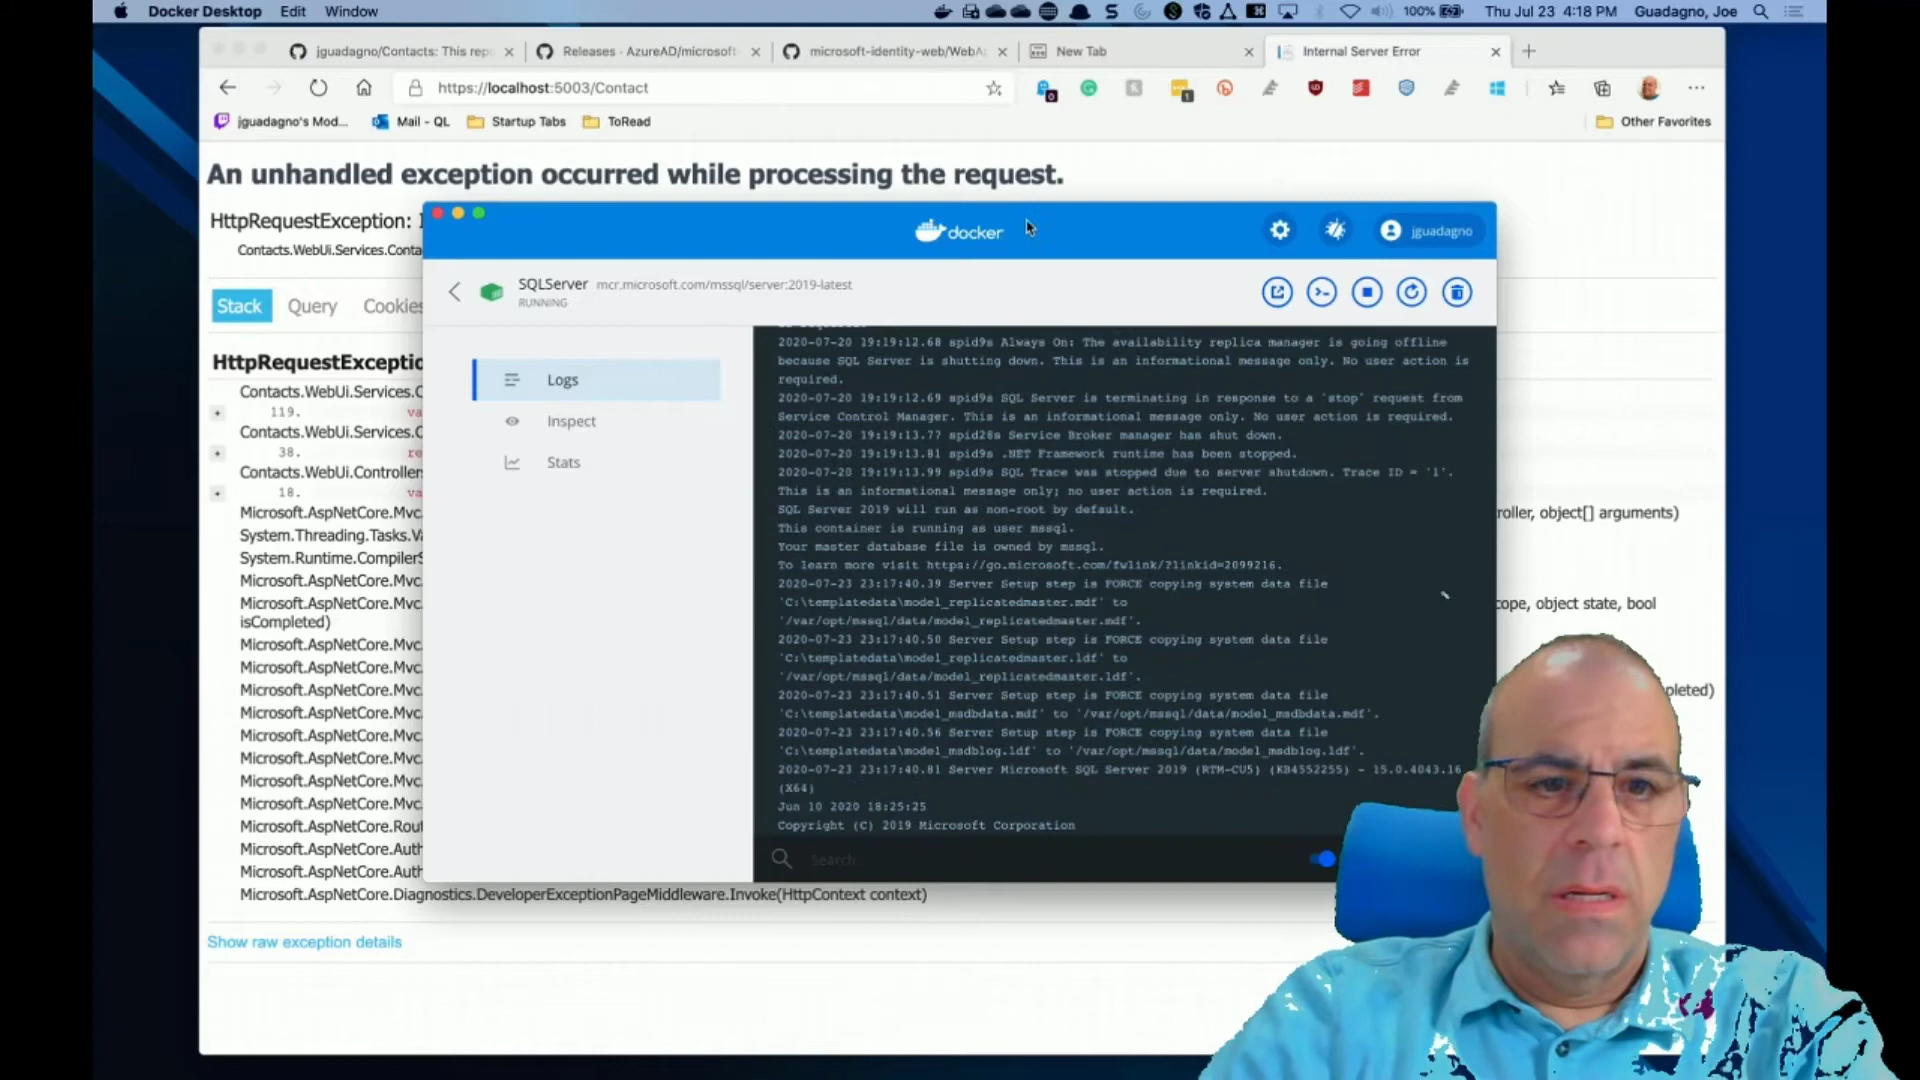 Docker Desktop Edit Window 100% Thu Jul 23 4:18 PM Guadagno, Joe
jguadagno/Contacts: This rep Releases · AzureAD/microsoft- microsoft-identity-web/WebA New Tab Internal Server Error
https://localhost:5003/Contact
jguadagno's Mod... Mail - QL Startup Tabs ToRead Other Favorites
An unhandled exception occurred while processing the request.
HttpRequestException:
Contacts.WebUi.Services.Conta
Stack Query Cookies
HttpRequestExceptio
Contacts.WebUi.Services.C
119. va
Contacts.WebUi.Services.C
38. re
Contacts.WebUi.Controller
18. va
Microsoft.AspNetCore.Mvc. roller, object[] arguments)
System.Threading.Tasks.Va
System.Runtime.CompilerS
Microsoft.AspNetCore.Mvc.
Microsoft.AspNetCore.Mvc. cope, object state, bool
isCompleted)
Microsoft.AspNetCore.Mvc.
Microsoft.AspNetCore.Mvc.
Microsoft.AspNetCore.Mvc. pleted)
Microsoft.AspNetCore.Mvc.
Microsoft.AspNetCore.Mvc.
Microsoft.AspNetCore.Mvc.
Microsoft.AspNetCore.Mvc.
Microsoft.AspNetCore.Mvc.
Microsoft.AspNetCore.Rou
Microsoft.AspNetCore.Aut
Microsoft.AspNetCore.Aut
Microsoft.AspNetCore.Diagnostics.DeveloperExceptionPageMiddleware.Invoke(HttpContext context)
Show raw exception details
docker
jguadagno
SQLServer mcr.microsoft.com/mssql/server:2019-latest
RUNNING
Logs
Inspect
Stats
2020-07-20 19:19:12.68 spid9s Always On: The availability replica manager is going offline
because SQL Server is shutting down. This is an informational message only. No user action is
required.
2020-07-20 19:19:12.69 spid9s SQL Server is terminating in response to a 'stop' request from
Service Control Manager. This is an informational message only. No user action is required.
2020-07-20 19:19:13.77 spid28s Service Broker manager has shut down.
2020-07-20 19:19:13.81 spid9s .NET Framework runtime has been stopped.
2020-07-20 19:19:13.99 spid9s SQL Trace was stopped due to server shutdown. Trace ID = '1'.
This is an informational message only; no user action is required.
SQL Server 2019 will run as non-root by default.
This container is running as user mssql.
Your master database file is owned by mssql.
To learn more visit https://go.microsoft.com/fwlink/?linkid=2099216.
2020-07-23 23:17:40.39 Server Setup step is FORCE copying system data file
'C:\templatedata\model_replicatedmaster.mdf' to
'/var/opt/mssql/data/model_replicatedmaster.mdf'.
2020-07-23 23:17:40.50 Server Setup step is FORCE copying system data file
'C:\templatedata\model_replicatedmaster.ldf' to
'/var/opt/mssql/data/model_replicatedmaster.ldf'.
2020-07-23 23:17:40.51 Server Setup step is FORCE copying system data file
'C:\templatedata\model_msdbdata.mdf' to '/var/opt/mssql/data/model_msdbdata.mdf'.
2020-07-23 23:17:40.56 Server Setup step is FORCE copying system data file
'C:\templatedata\model_msdblog.ldf' to '/var/opt/mssql/data/model_msdblog.ldf'.
2020-07-23 23:17:40.81 Server Microsoft SQL Server 2019 (RTM-CU5) (KB4552255) - 15.0.4043.16
(X64)
Jun 10 2020 18:25:25
Copyright (C) 2019 Microsoft Corporation
Search